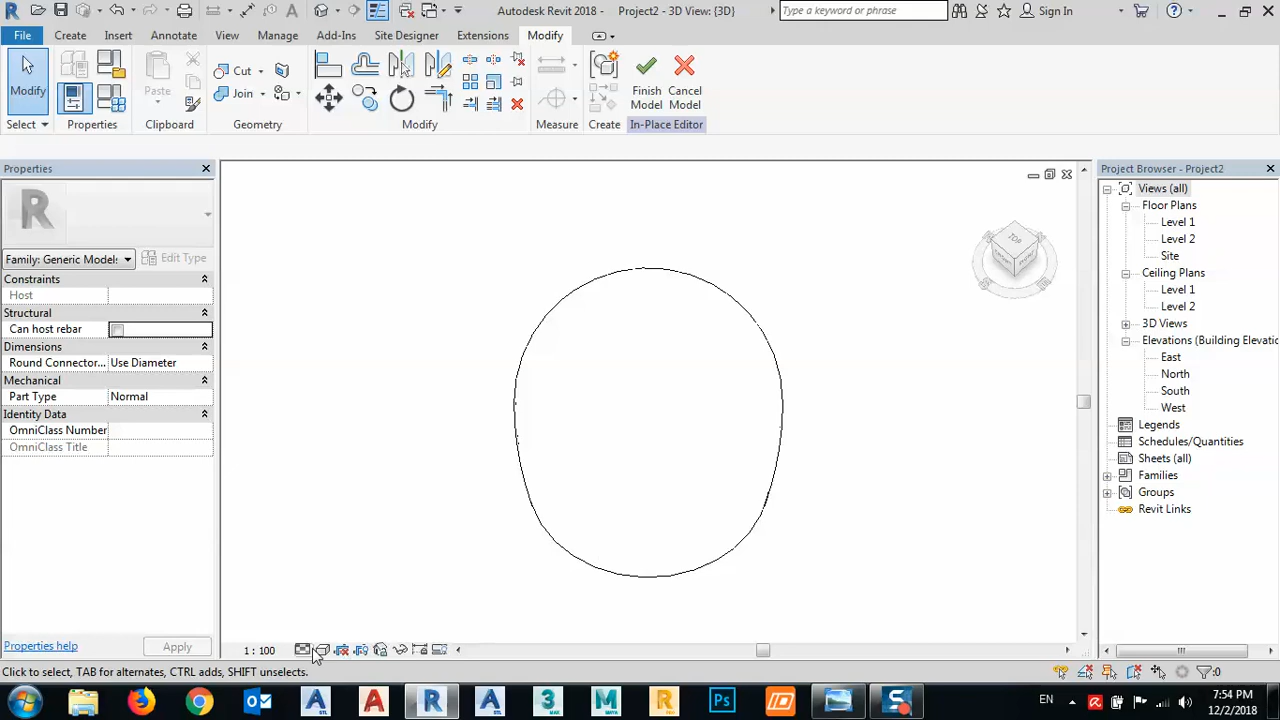 Autodesk Revit 2018 - Project2 - 3D View: {3D}
Type a keyword or phrase
Sign In
File Create Insert Annotate View Manage Add-Ins Site Designer Extensions Modify
Modify
Paste
Cut
Join
Finish Model
Cancel Model
Select Properties Clipboard Geometry Modify Measure Create In-Place Editor
Properties
R
Family: Generic Model:
Edit Type
Constraints
Host
Structural
Can host rebar
Dimensions
Round Connector... Use Diameter
Mechanical
Part Type Normal
Identity Data
OmniClass Number
OmniClass Title
Properties help
Apply
TOP
Project Browser - Project2
Views (all)
Floor Plans
Level 1
Level 2
Site
Ceiling Plans
Level 1
Level 2
3D Views
Elevations (Building Elevatic
East
North
South
West
Legends
Schedules/Quantities
Sheets (all)
Families
Groups
Revit Links
1 : 100
Click to select, TAB for alternates, CTRL adds, SHIFT unselects.
:0
EN
7:54 PM
12/2/2018